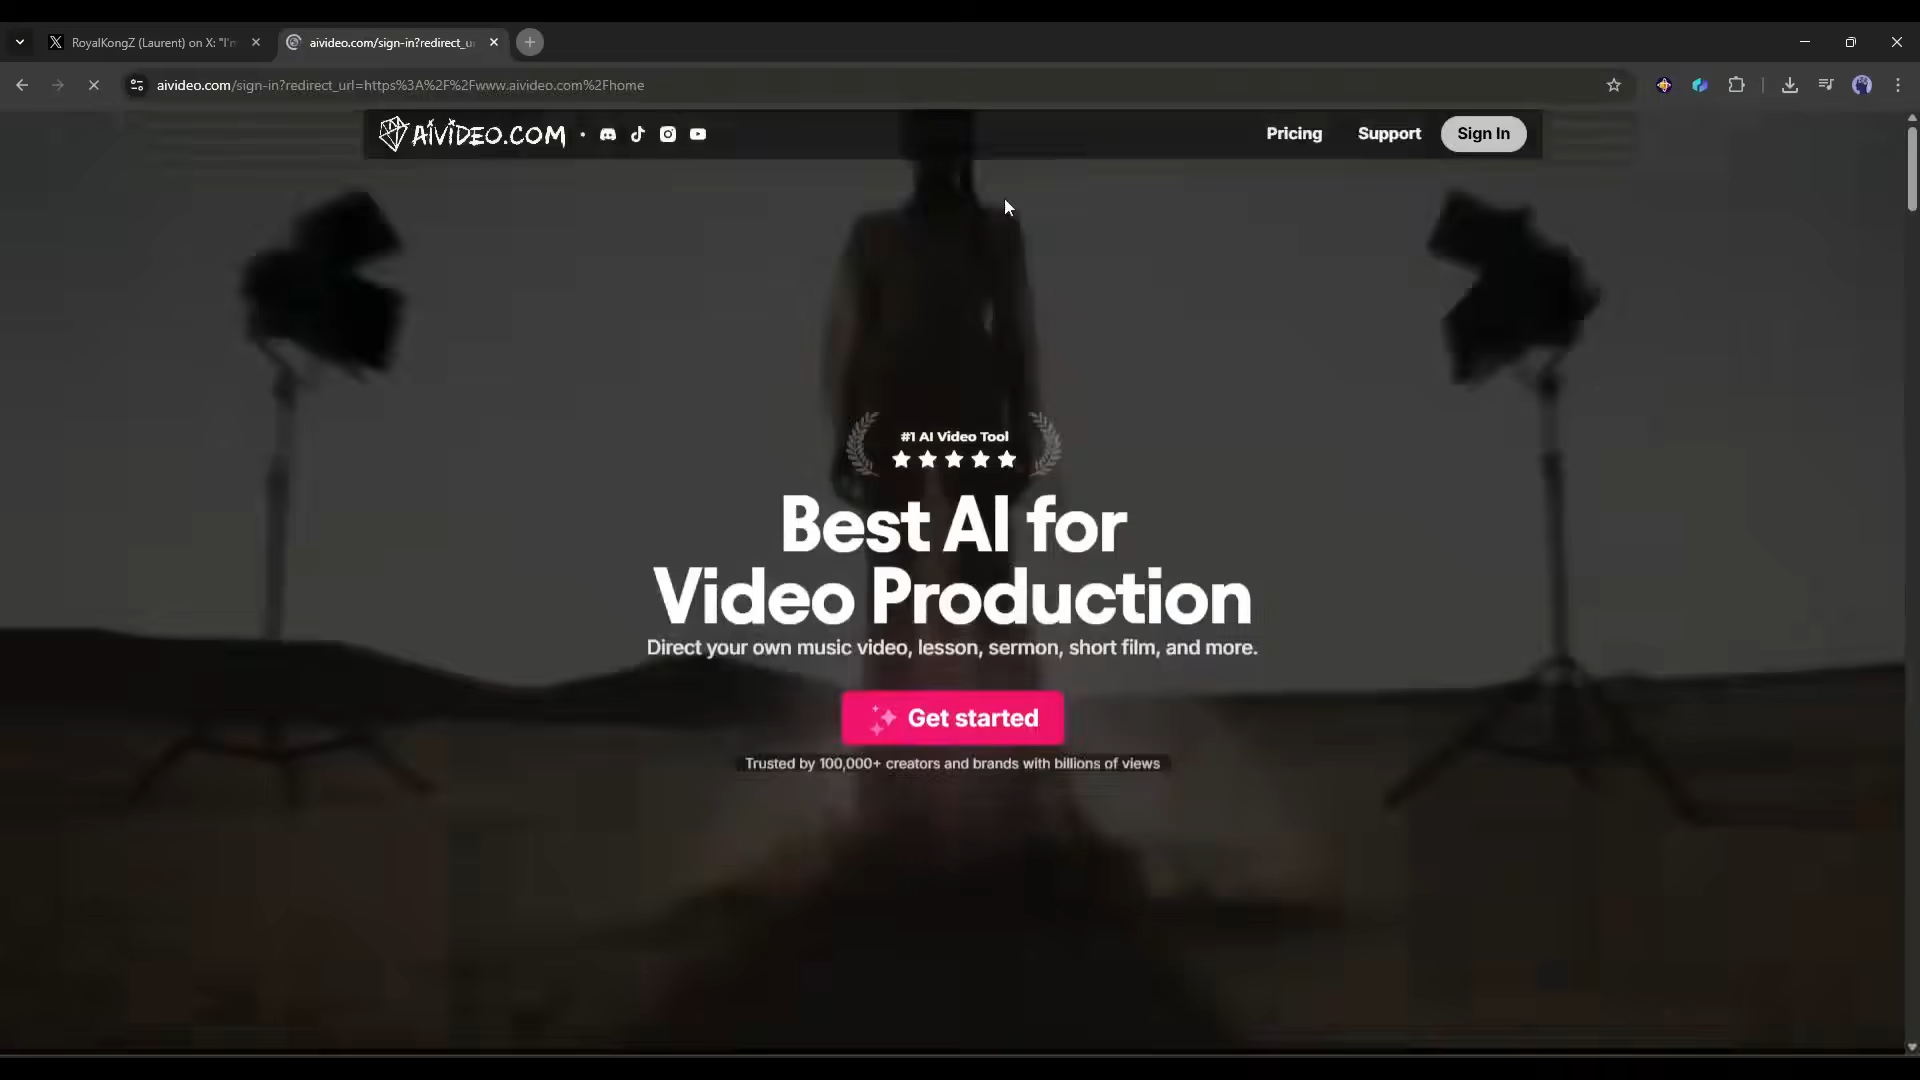 RoyalKongZ (Laurent) on X: "I'm
aivideo.com/sign-in?redirect_u
aivideo.com/sign-in?redirect_url=https%3A%2F%2Fwww.aivideo.com%2Fhome
AIVIDEO.COM
Pricing
Support
Sign In
#1 AI Video Tool
Best AI for
Video Production
Direct your own music video, lesson, sermon, short film, and more.
Get started
Trusted by 100,000+ creators and brands with billions of views